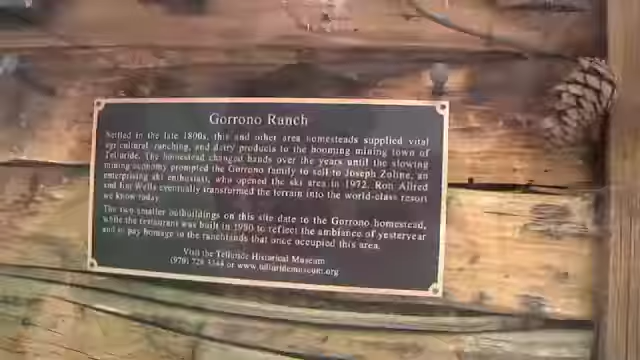 Gorrono Ranch
Settled in the late 1800s, this and other area homesteads supplied vital
agricultural, ranching, and dairy products to the booming mining town of
Telluride. The homestead changed hands over the years until the slowing
mining economy prompted the Gorrono family to sell to Joseph Zoline, an
enterprising ski enthusiast, who opened the ski area in 1972. Ron Allred
and Jim Wells eventually transformed the terrain into the world-class resort
we know today.
The two smaller outbuildings on this site date to the Gorrono homestead,
while the restaurant was built in 1980 to reflect the ambiance of yesteryear
and to pay homage to the ranchlands that once occupied this area.
Visit the Telluride Historical Museum
(970) 728 3344 or www.telluridemuseum.org